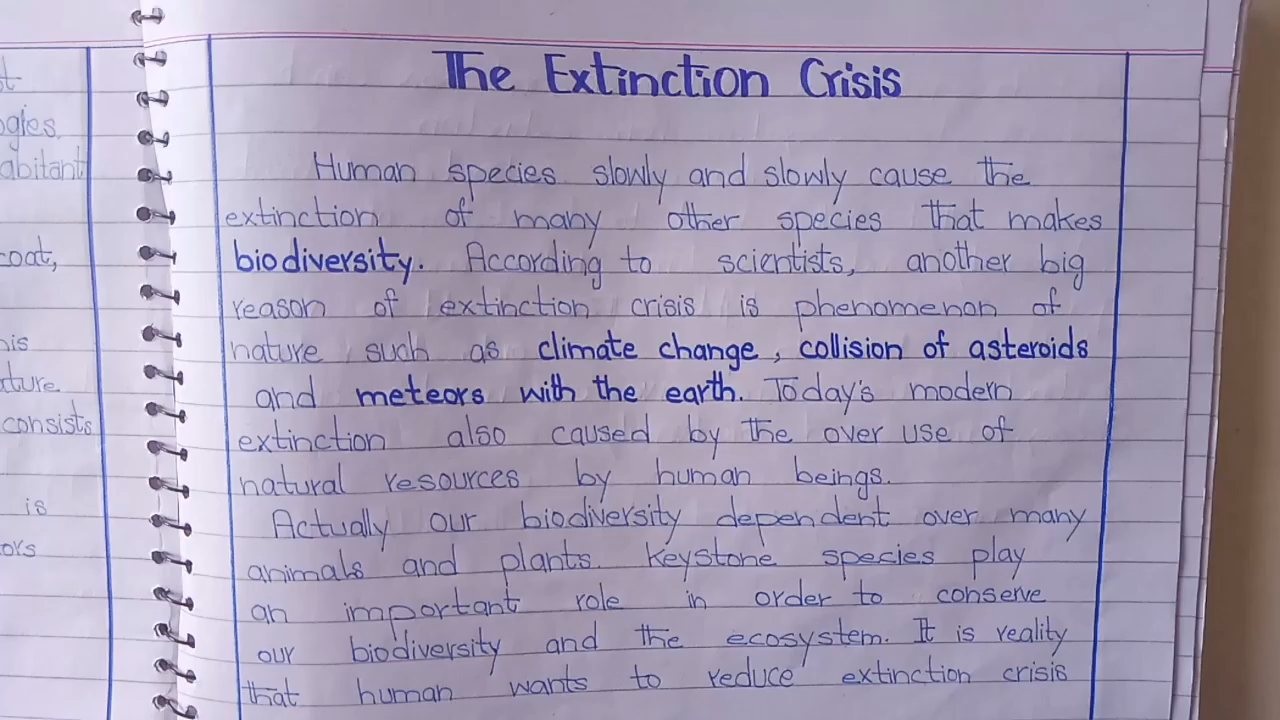 The Extinction Crisis
Human species slowly and slowly cause the
extinction of many other species that makes
biodiversity. According to scientists, another big
reason of extinction crisis is phenomenon of
nature such as climate change, collision of asteroids
and meteors with the earth. Today's modern
extinction also caused by the over use of
natural resources by human beings.
Actually our biodiversity dependent over many
animals and plants. Keystone species play
an important role in order to conserve
our biodiversity and the ecosystem. It is reality
that human wants to reduce extinction crisis
abitant
coat,
consists
is